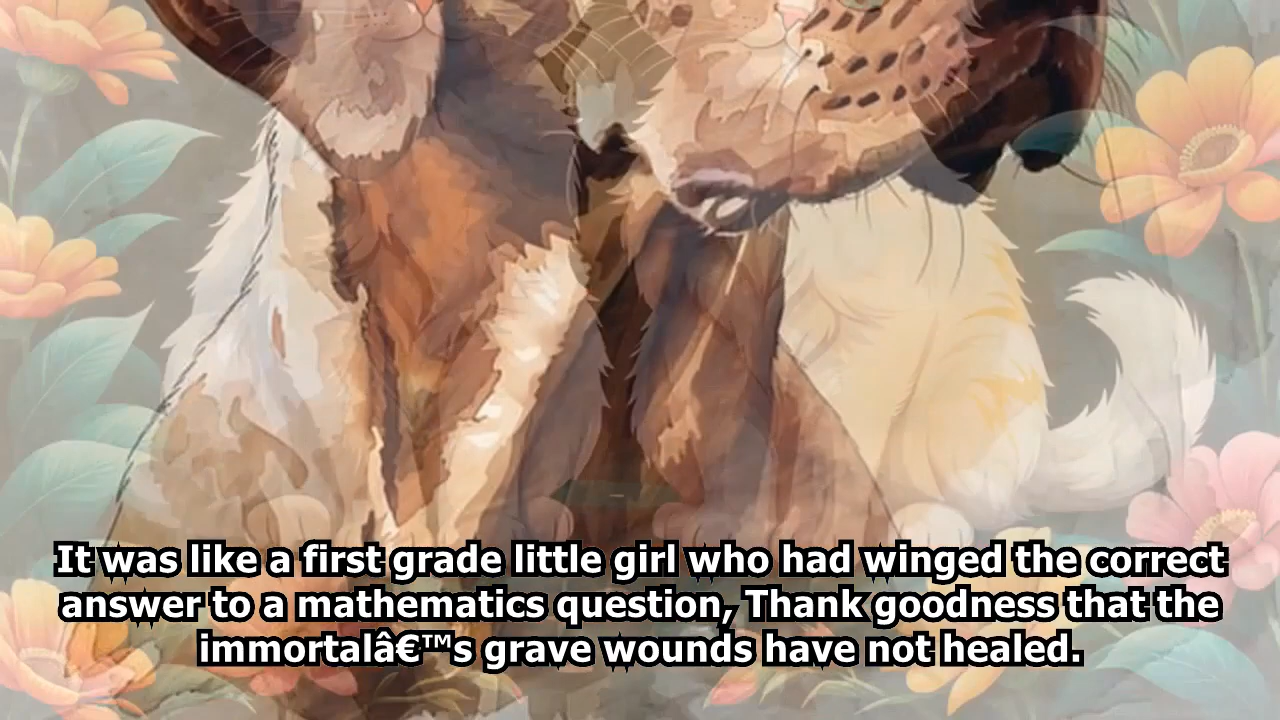 It was like a first grade little girl who had winged the correct
answer to a mathematics question, Thank goodness that the
immortalâ€™s grave wounds have not healed.